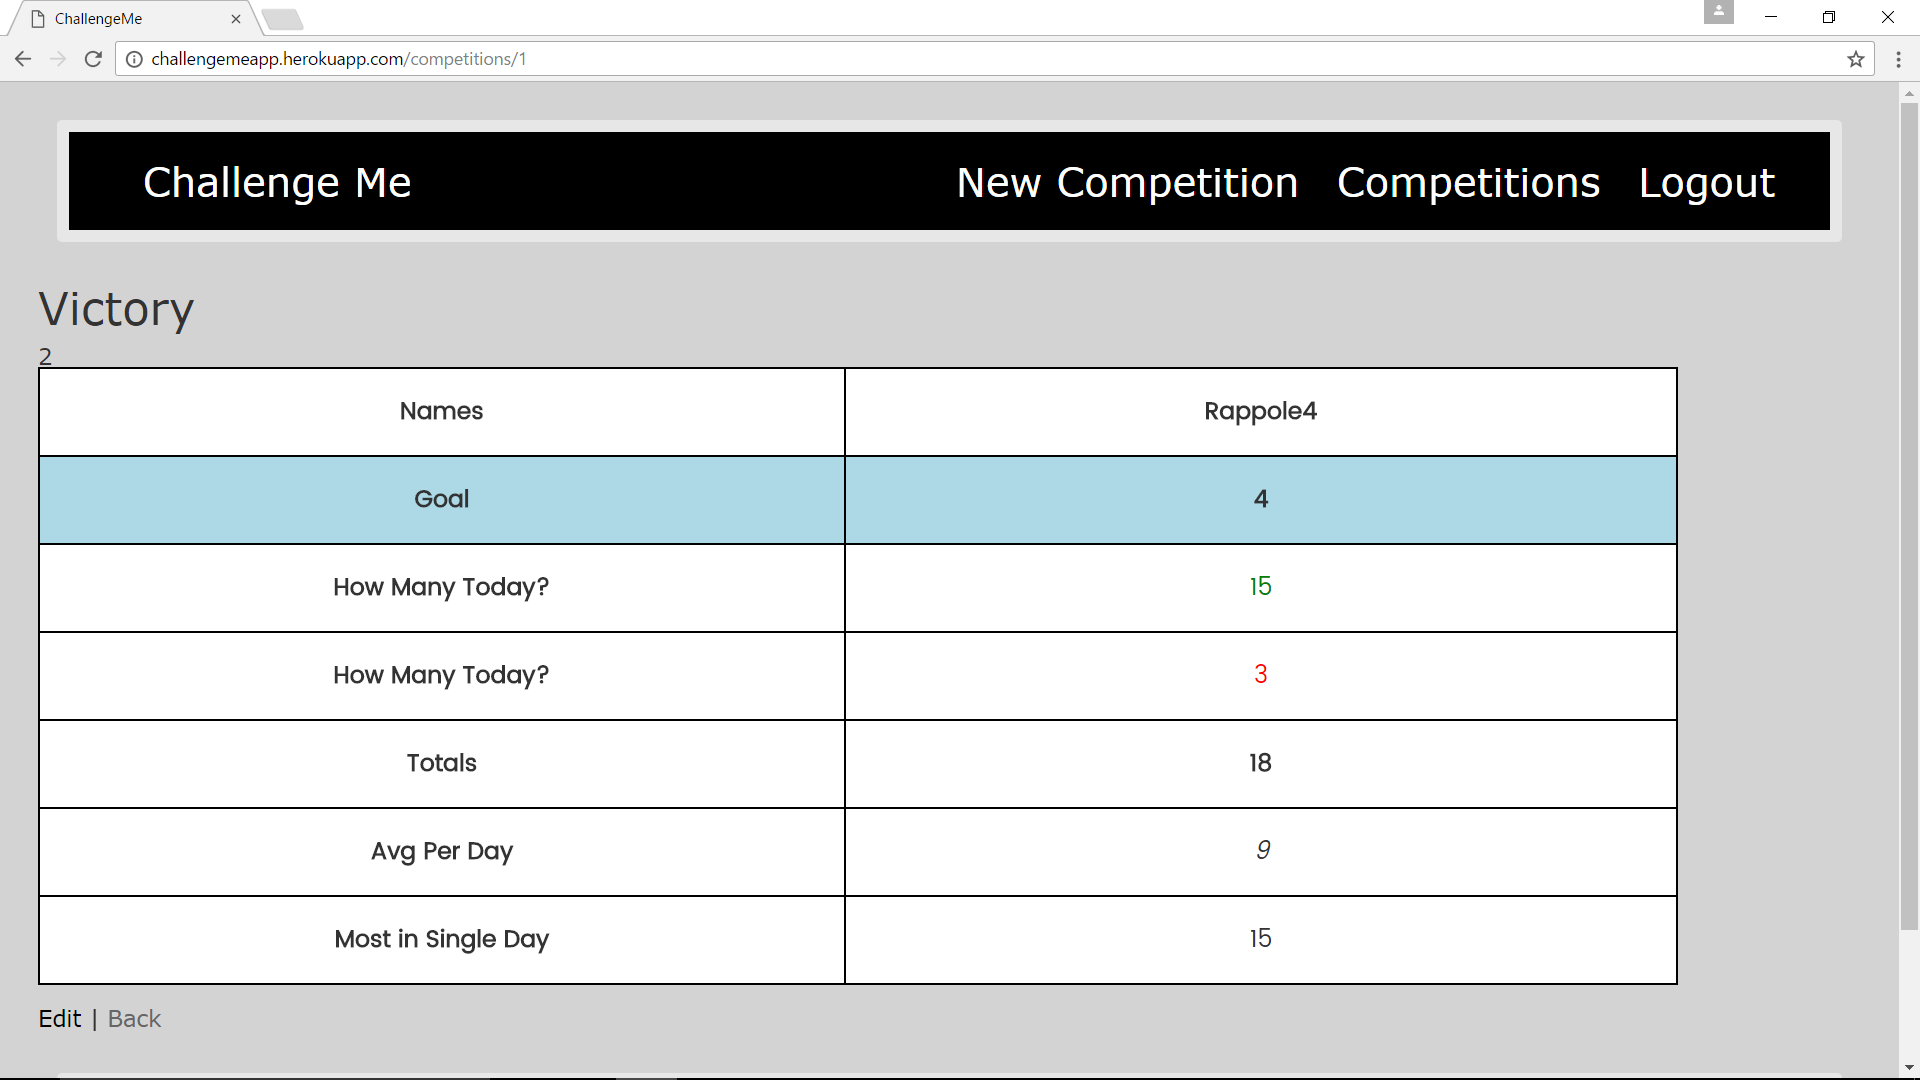 ChallengeMe
challengemeapp.herokuapp.com/competitions/1
Challenge Me New Competition Competitions Logout
Victory
2
Names Rappole4
Goal 4
How Many Today? 15
How Many Today? 3
Totals 18
Avg Per Day 9
Most in Single Day 15
Edit | Back